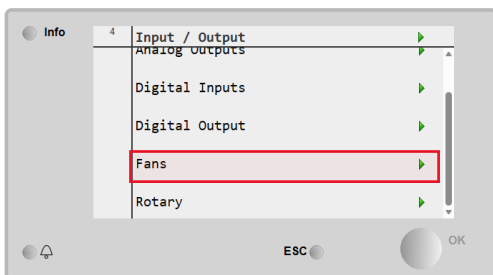 Info
4
Input / Output
Analog Outputs
Digital Inputs
Digital Output
Fans
Rotary
ESC
OK